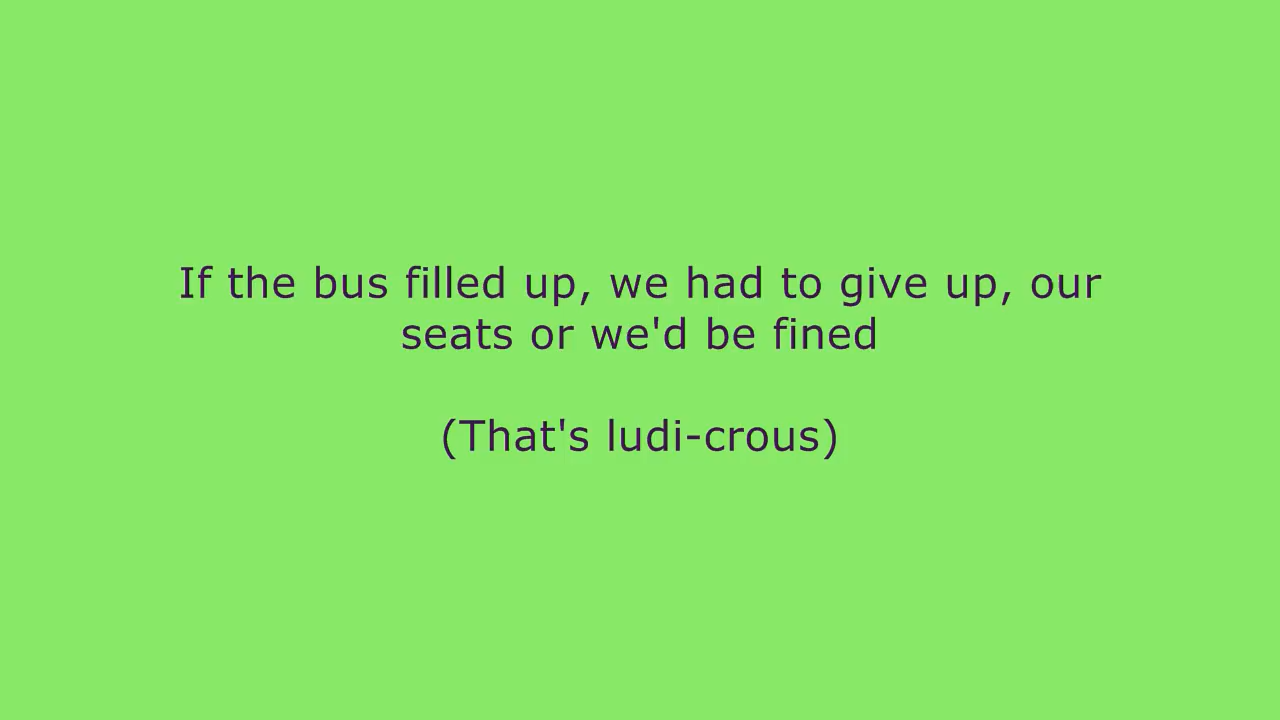 If the bus filled up, we had to give up, our
seats or we'd be fined
(That's ludi-crous)